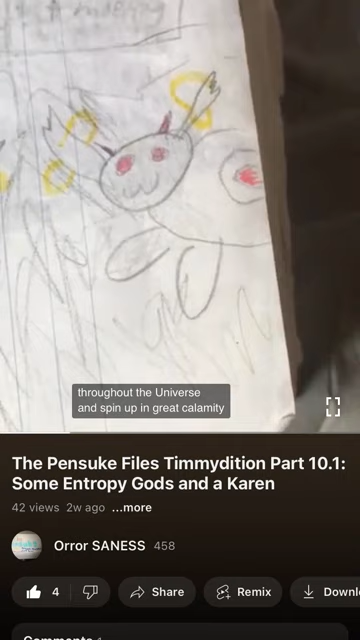 throughout the Universe
and spin up in great calamity
The Pensuke Files Timmydition Part 10.1:
Some Entropy Gods and a Karen
42 views 2w ago ...more
Orror SANESS 458
4 Share Remix